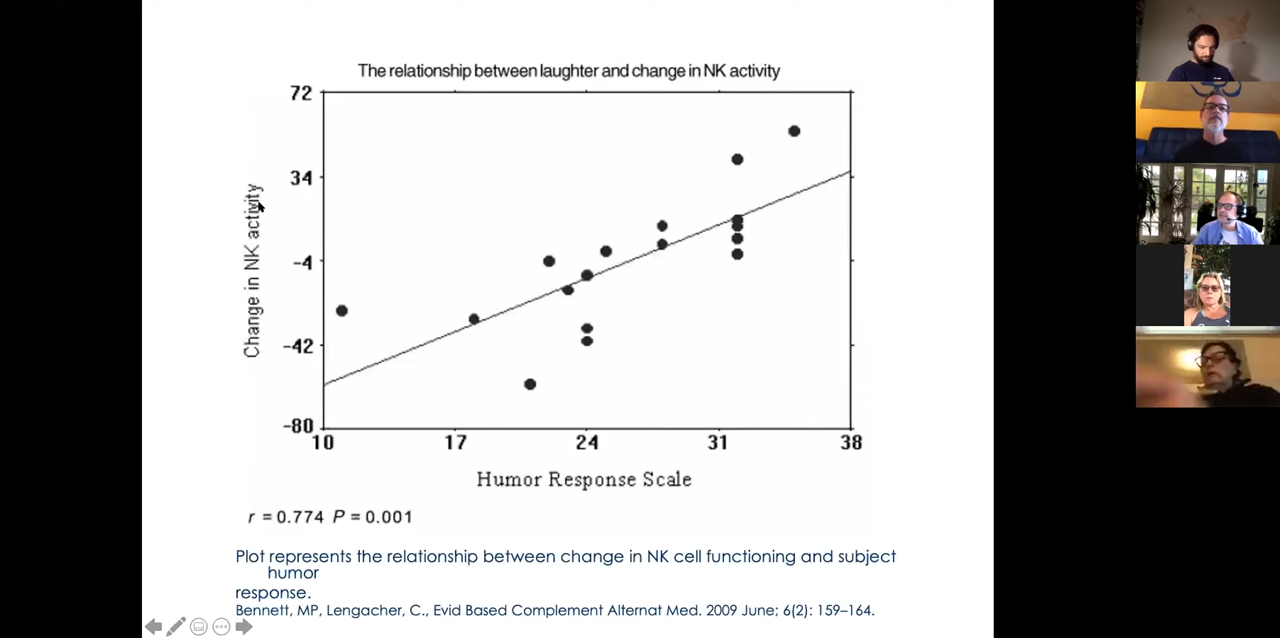 The relationship between laughter and change in NK activity
72
34
-4
-42
-80
Change in NK activity
10 17 24 31 38
Humor Response Scale
r = 0.774 P = 0.001
Plot represents the relationship between change in NK cell functioning and subject
humor
response.
Bennett, MP, Lengacher, C., Evid Based Complement Alternat Med. 2009 June; 6(2): 159–164.